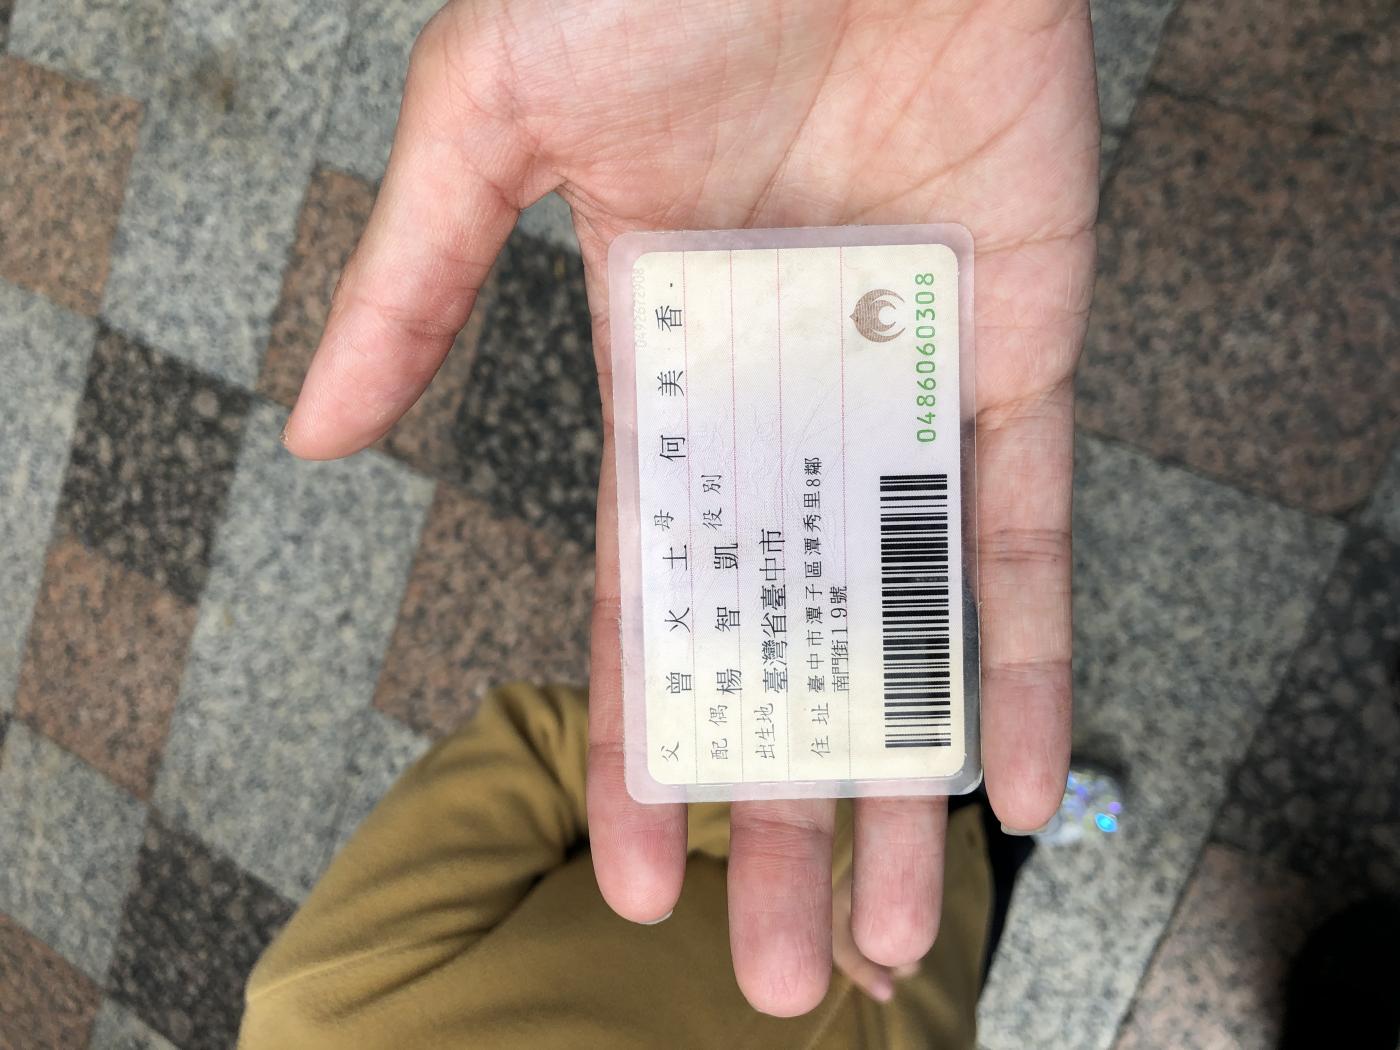 父 曾火土 母 何美香.
配偶 楊智凱 役別
出生地 臺灣省臺中市
住址 臺中市潭子區潭秀里8鄰
南門街19號
0486060308